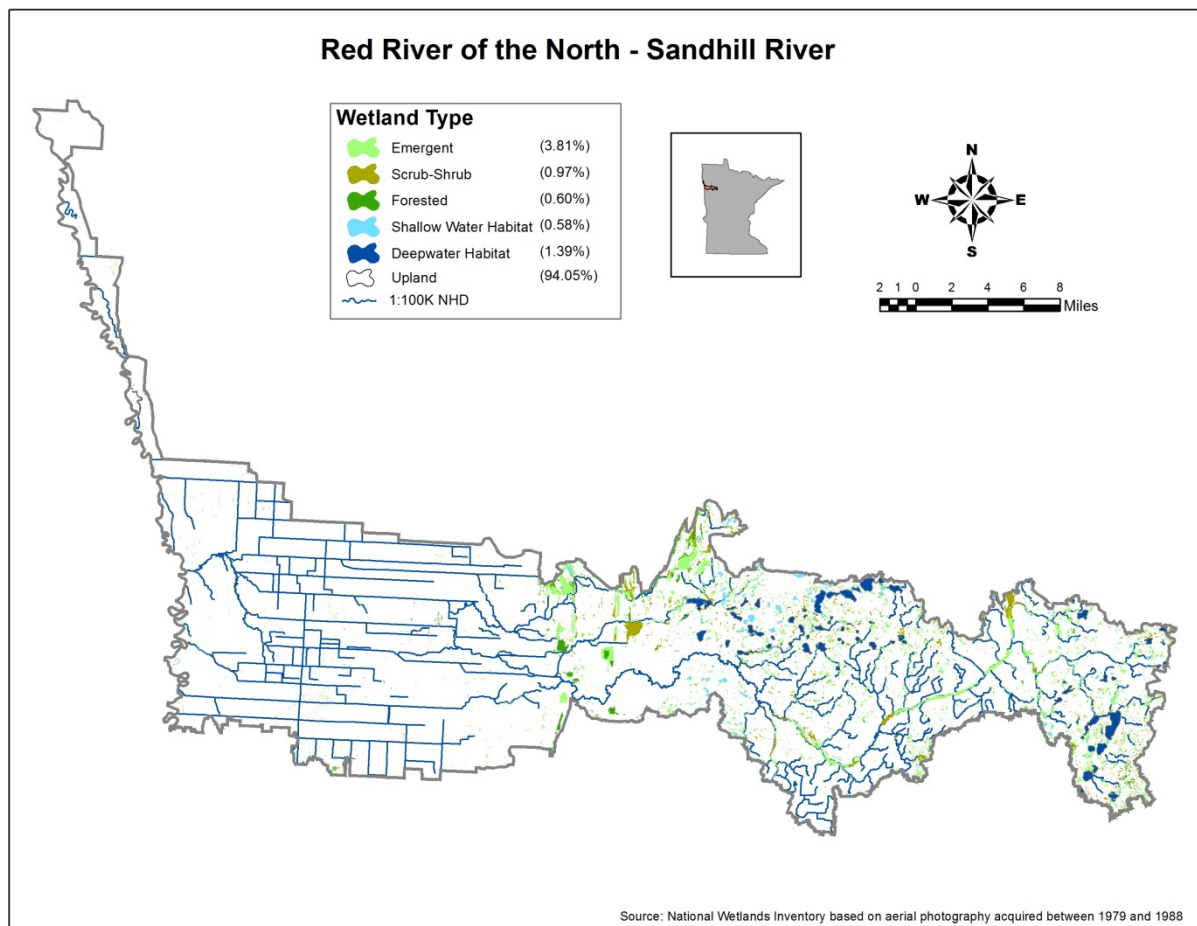 Red River of the North - Sandhill River
Wetland Type
Emergent (3.81%)
Scrub-Shrub (0.97%)
Forested (0.60%)
Shallow Water Habitat (0.58%)
Deepwater Habitat (1.39%)
Upland (94.05%)
1:100K NHD
N
W E
S
2 1 0 2 4 6 8
Miles
Source: National Wetlands Inventory based on aerial photography acquired between 1979 and 1988